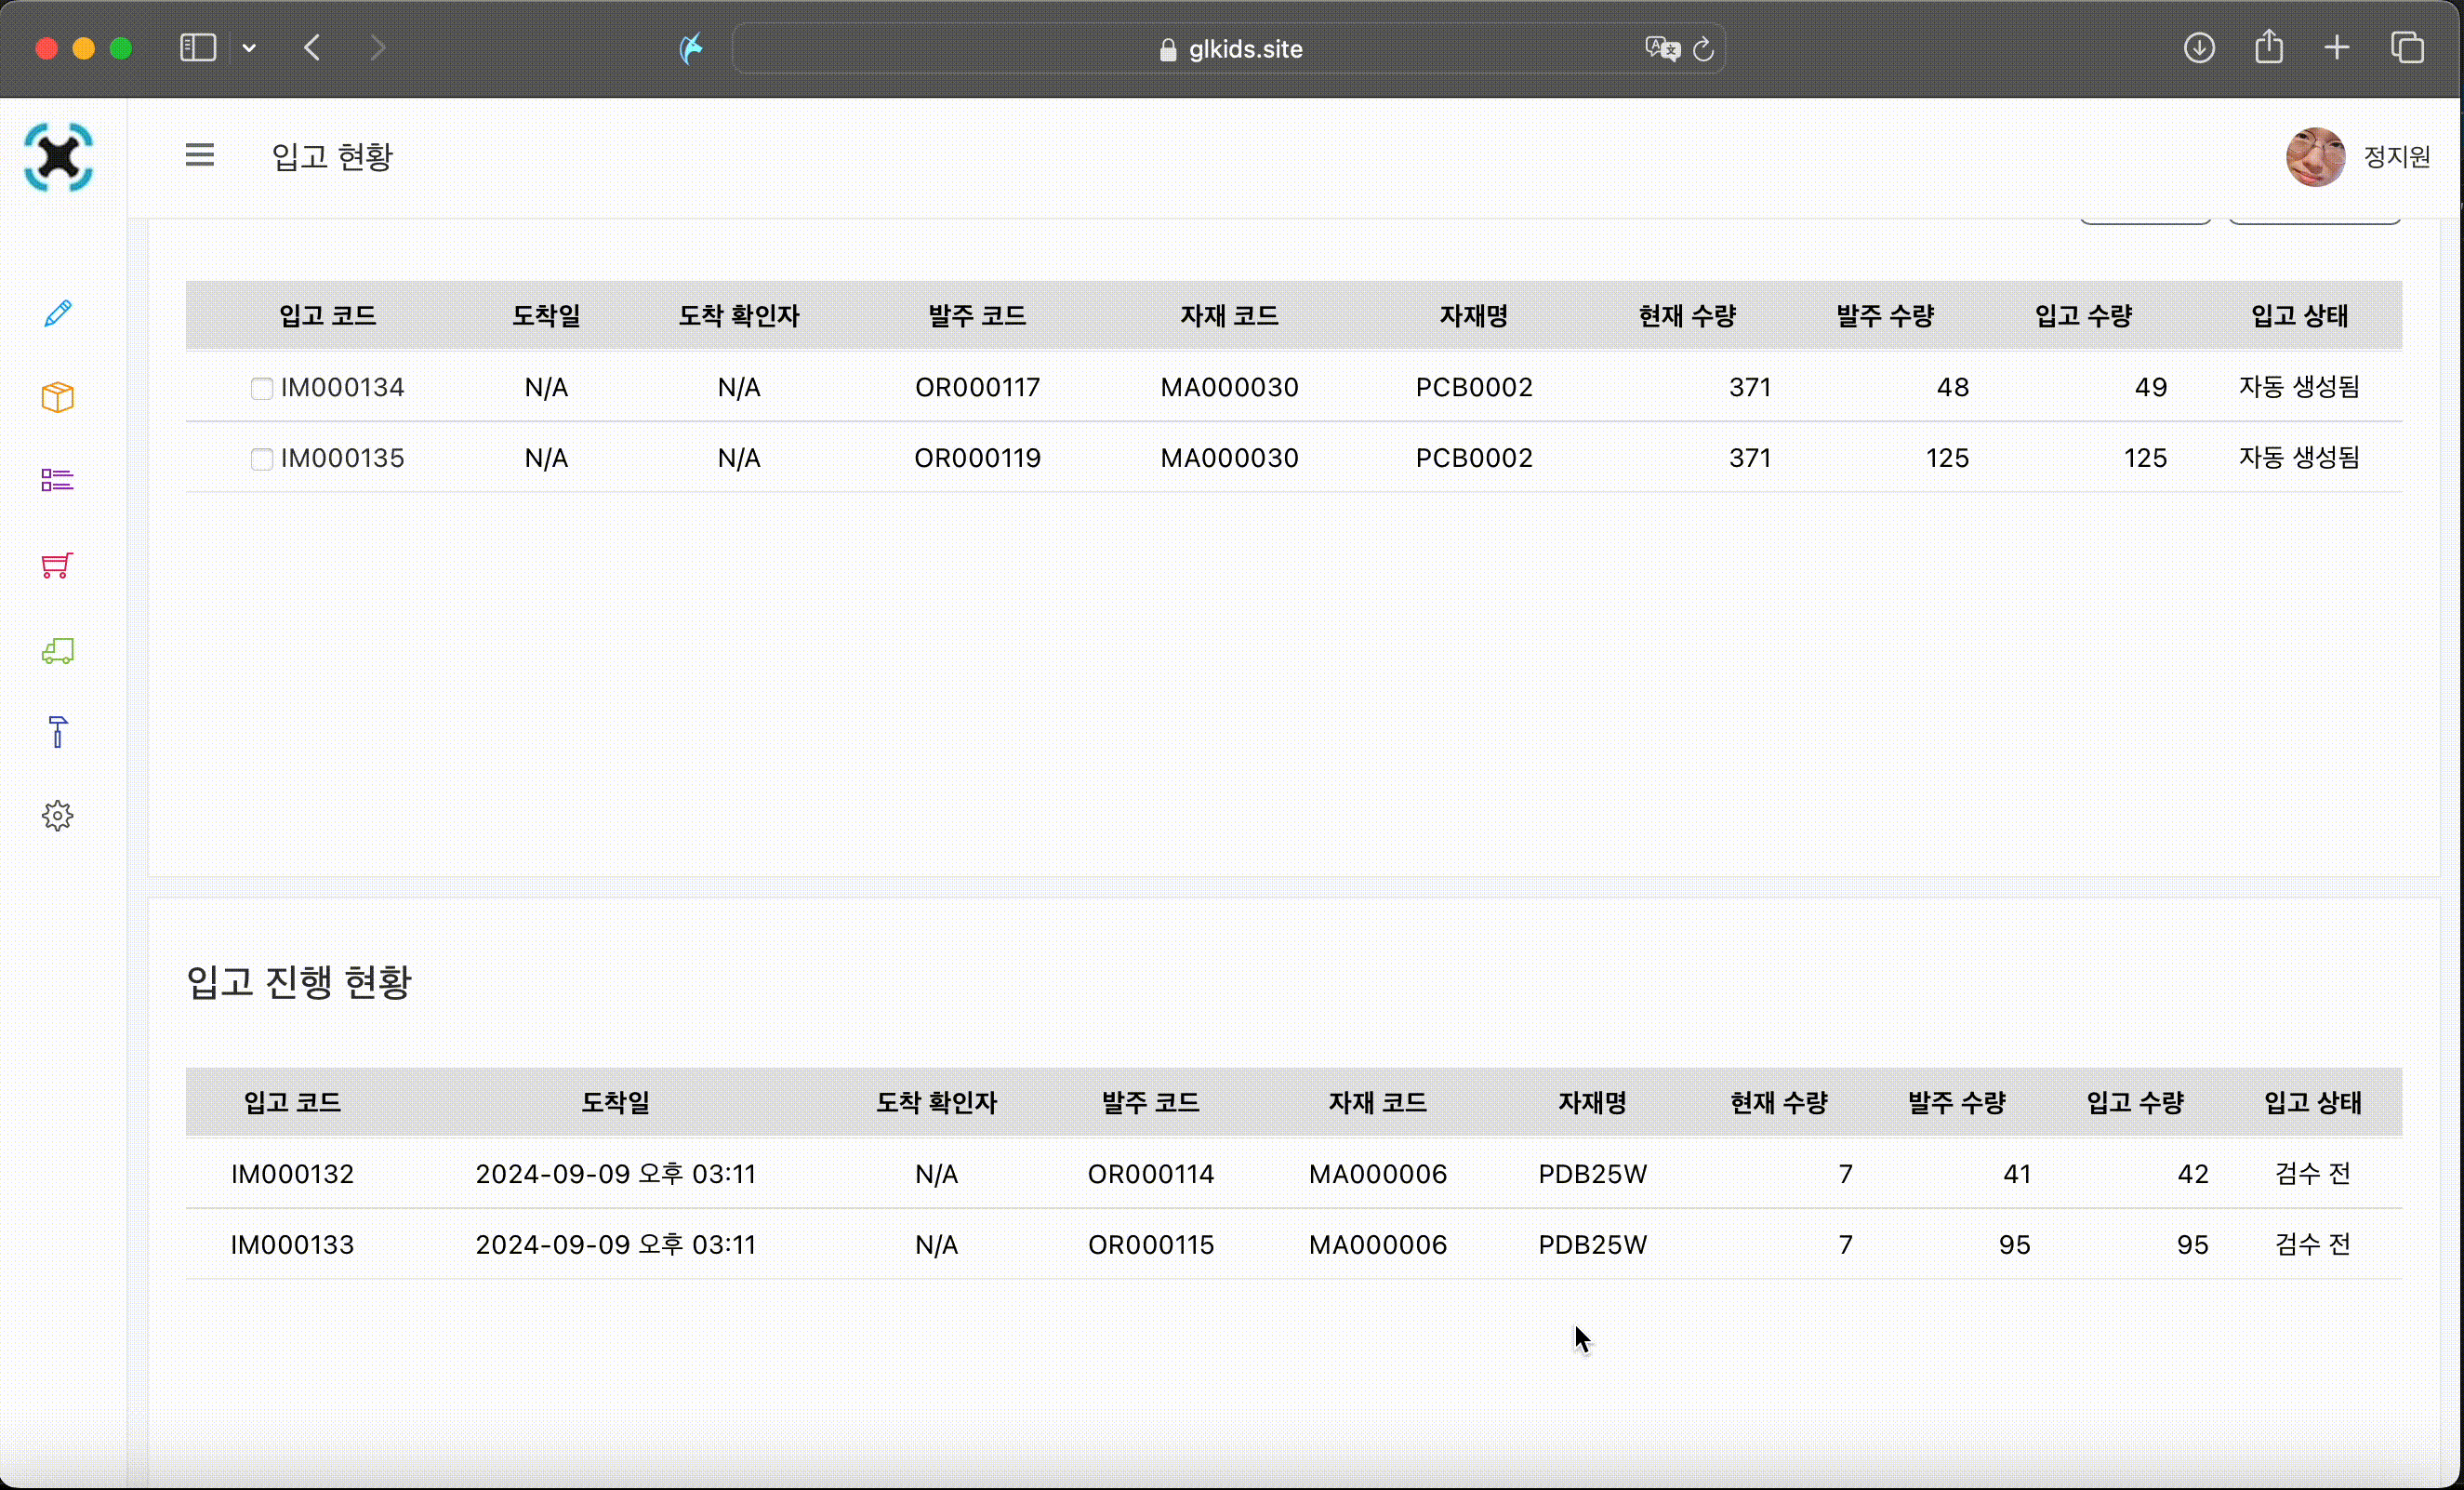 glkids.site
입고 현황
정지원
입고 코드 도착일 도착 확인자 발주 코드 자재 코드 자재명 현재 수량 발주 수량 입고 수량 입고 상태
IM000134 N/A N/A OR000117 MA000030 PCB0002 371 48 49 자동 생성됨
IM000135 N/A N/A OR000119 MA000030 PCB0002 371 125 125 자동 생성됨
입고 진행 현황
입고 코드 도착일 도착 확인자 발주 코드 자재 코드 자재명 현재 수량 발주 수량 입고 수량 입고 상태
IM000132 2024-09-09 오후 03:11 N/A OR000114 MA000006 PDB25W 7 41 42 검수 전
IM000133 2024-09-09 오후 03:11 N/A OR000115 MA000006 PDB25W 7 95 95 검수 전